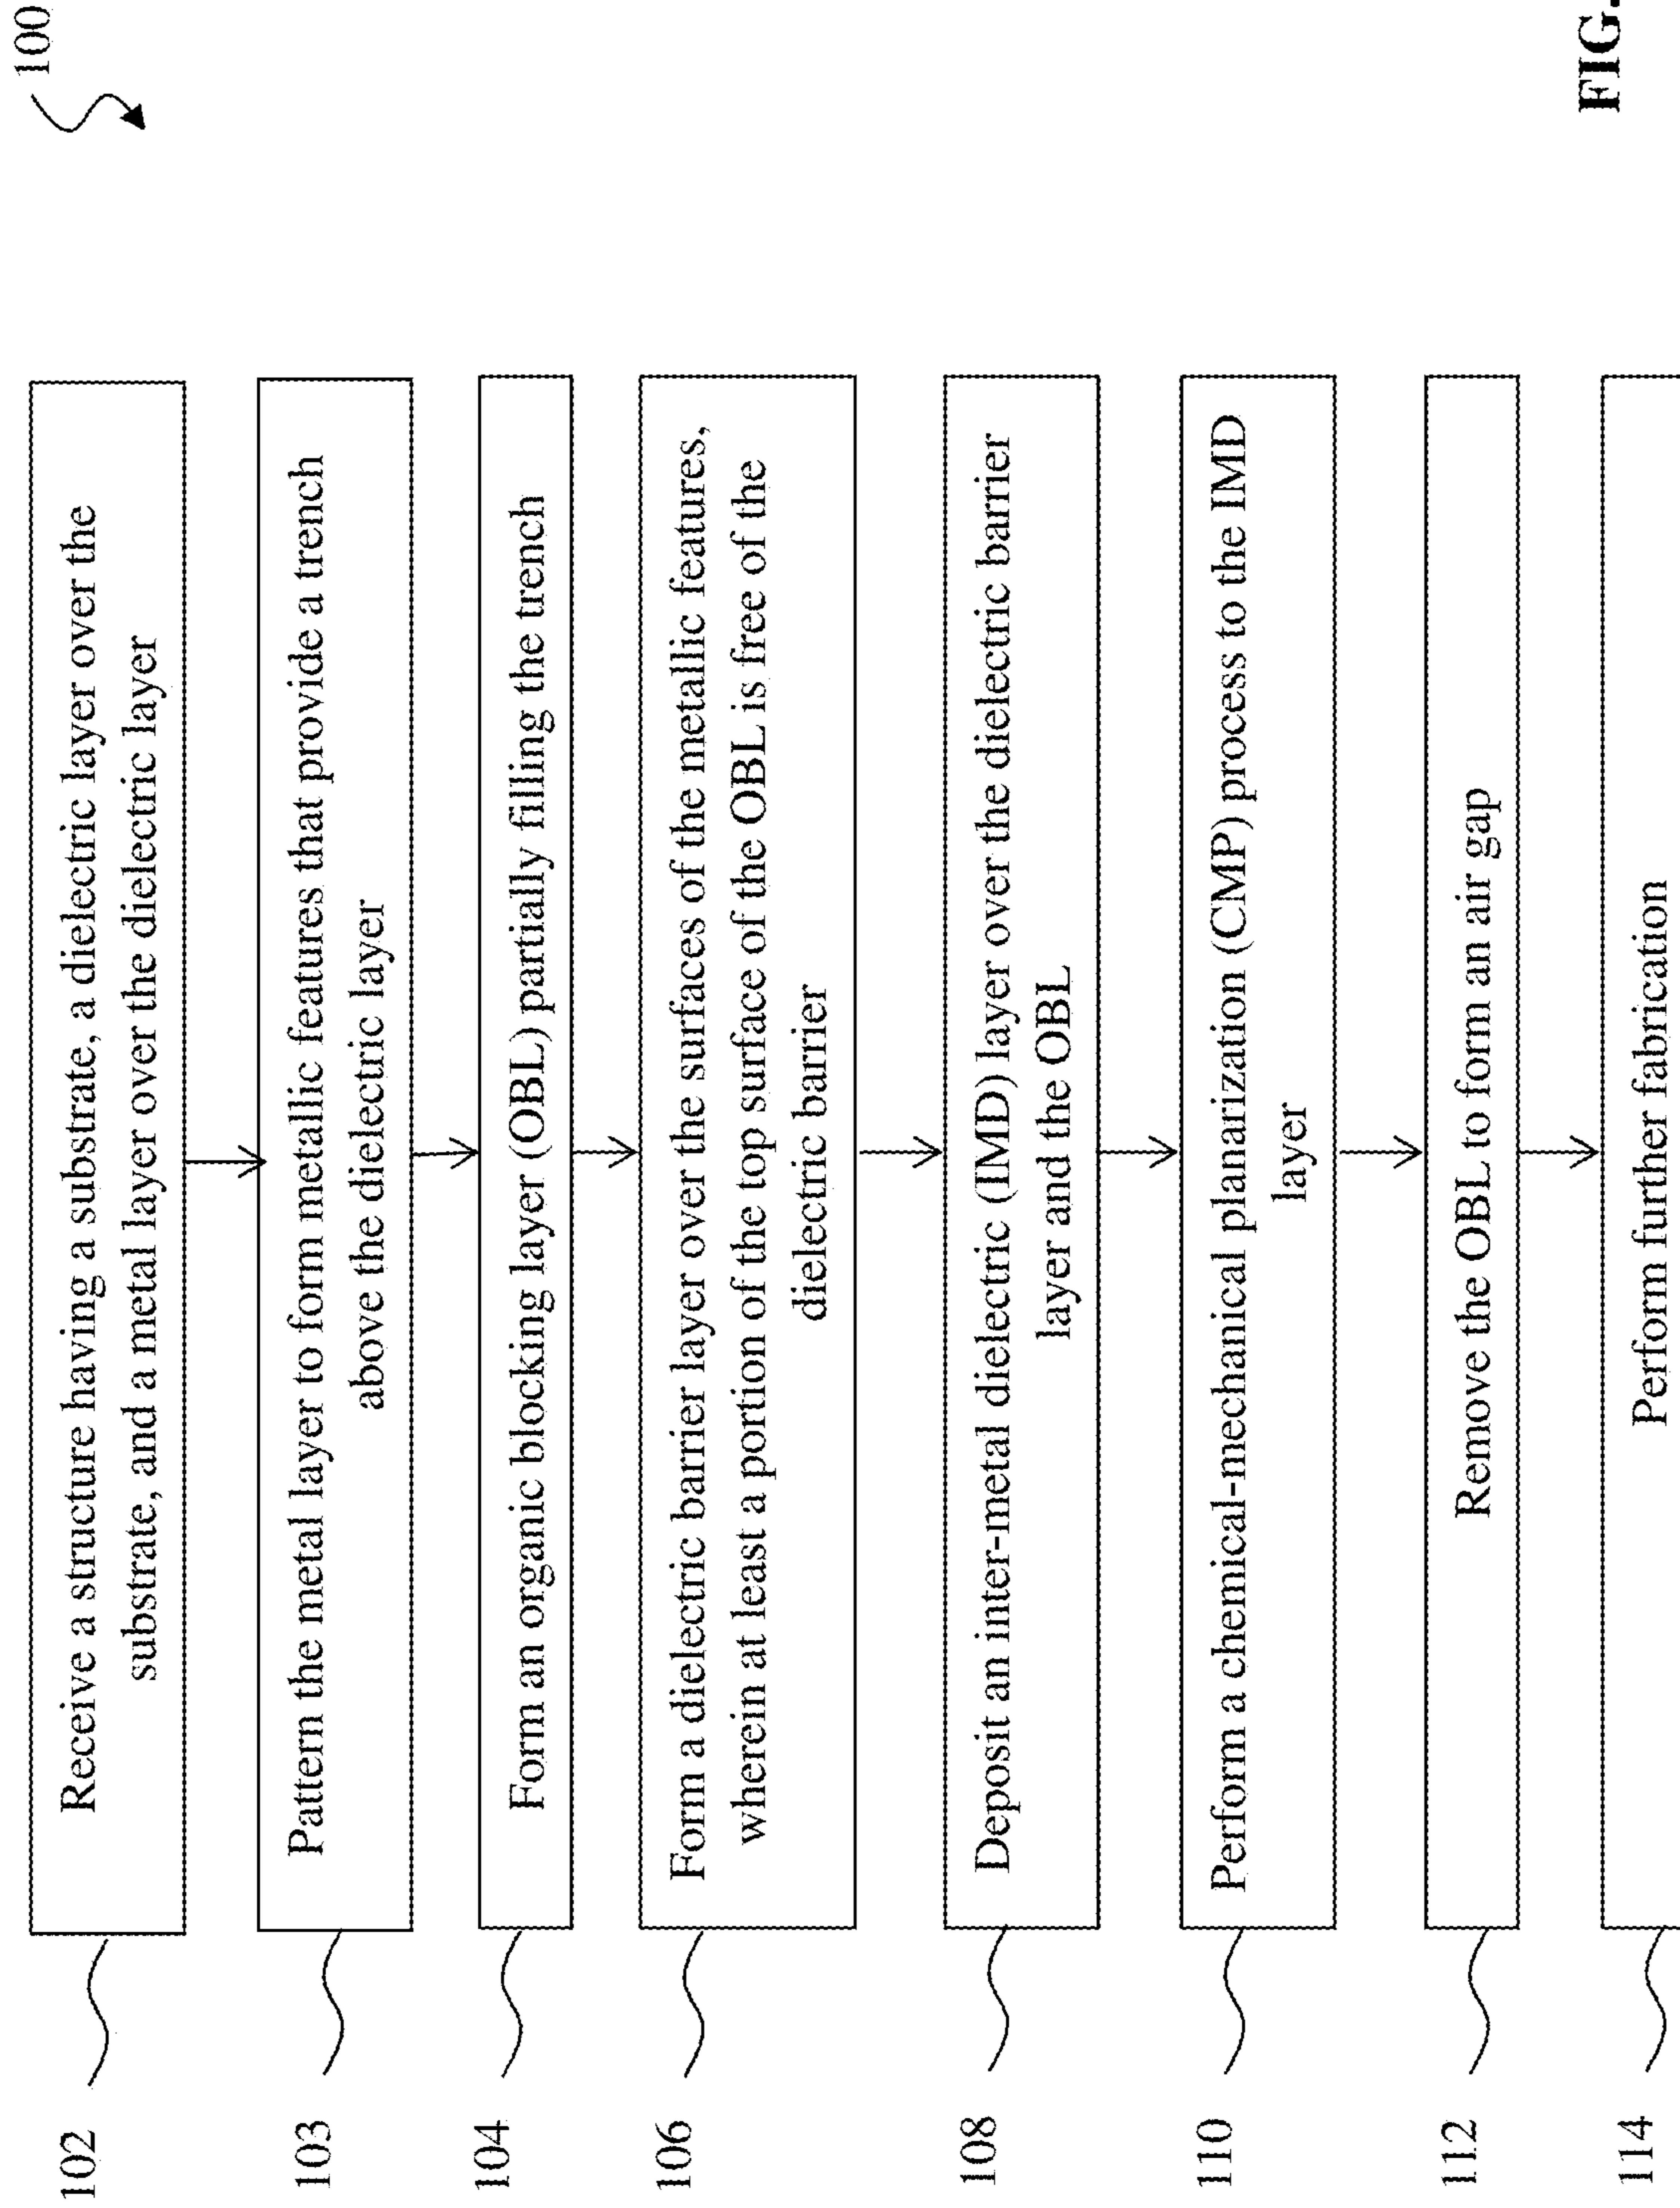 100
102
Receive a structure having a substrate, a dielectric layer over the
substrate, and a metal layer over the dielectric layer
103
Pattern the metal layer to form metallic features that provide a trench
above the dielectric layer
104
Form an organic blocking layer (OBL) partially filling the trench
106
Form a dielectric barrier layer over the surfaces of the metallic features,
wherein at least a portion of the top surface of the OBL is free of the
dielectric barrier
108
Deposit an inter-metal dielectric (IMD) layer over the dielectric barrier
layer and the OBL
110
Perform a chemical-mechanical planarization (CMP) process to the IMD
layer
112
Remove the OBL to form an air gap
114
Perform further fabrication
FIG.